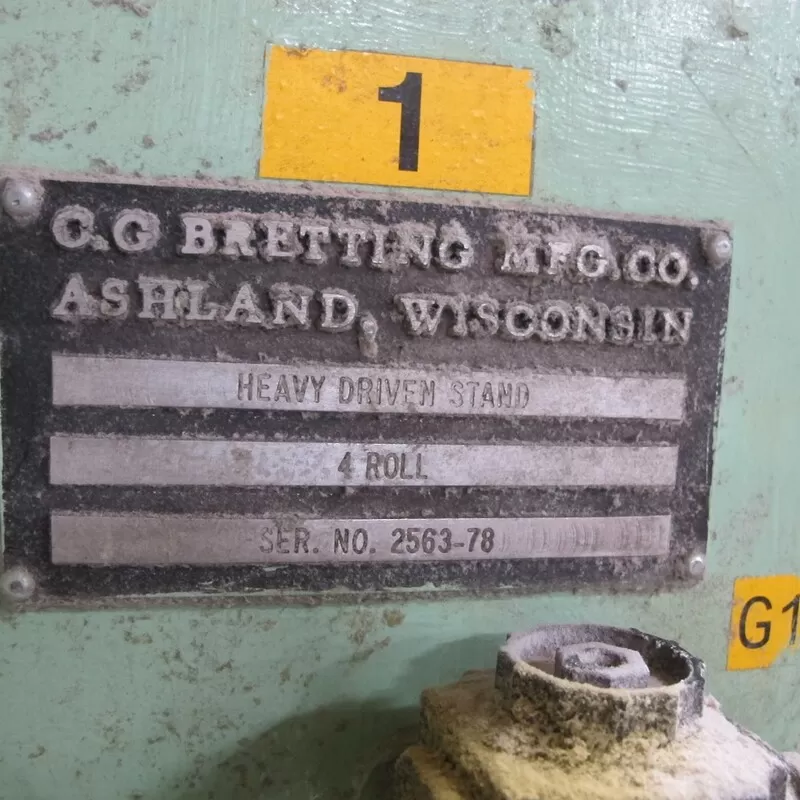 1
C.G BRETTING MFG.CO.
ASHLAND, WISCONSIN
HEAVY DRIVEN STAND
4 ROLL
SER. NO. 2563-78
G1